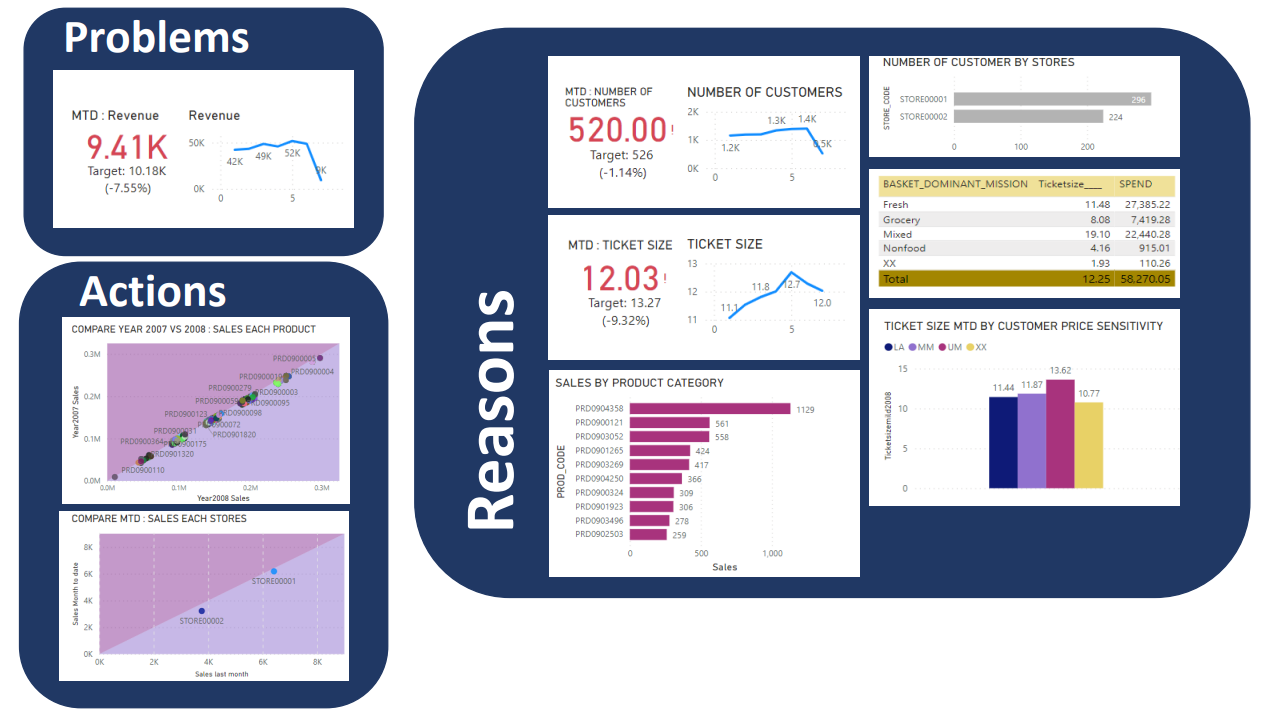 Problems
MTD : Revenue
9.41K
Target: 10.18K
(-7.55%)
Revenue
50K
0K
42K
49K
52K
9K
0
5
Actions
COMPARE YEAR 2007 VS 2008 : SALES EACH PRODUCT
Year2007 Sales
0.3M
0.2M
0.1M
0.0M
PRD0900005
PRD0900004
PRD0900279
PRD0900003
PRD0900095
PRD0900123
PRD0900098
PRD0900072
PRD0901820
PRD0900364
PRD0900175
PRD0901320
PRD0900110
0.0M
0.1M
0.2M
0.3M
Year2008 Sales
COMPARE MTD : SALES EACH STORES
Sales Month to date
8K
6K
4K
2K
0K
STORE00001
STORE00002
0K
2K
4K
6K
8K
Sales last month
Reasons
MTD : NUMBER OF
CUSTOMERS
520.00!
Target: 526
(-1.14%)
NUMBER OF CUSTOMERS
2K
1K
0K
1.2K
1.3K
1.4K
0.5K
0
5
MTD : TICKET SIZE
12.03!
Target: 13.27
(-9.32%)
TICKET SIZE
13
12
11
11.1
11.8
12.7
12.0
0
5
SALES BY PRODUCT CATEGORY
PROD_CODE
PRD0904358 1129
PRD0900121 561
PRD0903052 558
PRD0901265 424
PRD0903269 417
PRD0904250 366
PRD0900324 309
PRD0901923 306
PRD0903496 278
PRD0902503 259
0 500 1,000
Sales
NUMBER OF CUSTOMER BY STORES
STORE_CODE
STORE00001 296
STORE00002 224
0 100 200
BASKET_DOMINANT_MISSION Ticketsize___ SPEND
Fresh 11.48 27,385.22
Grocery 8.08 7,419.28
Mixed 19.10 22,440.28
Nonfood 4.16 915.01
XX 1.93 110.26
Total 12.25 58,270.05
TICKET SIZE MTD BY CUSTOMER PRICE SENSITIVITY
LA MM UM XX
Ticketsizemtd2008
15
10
5
0
11.44
11.87
13.62
10.77